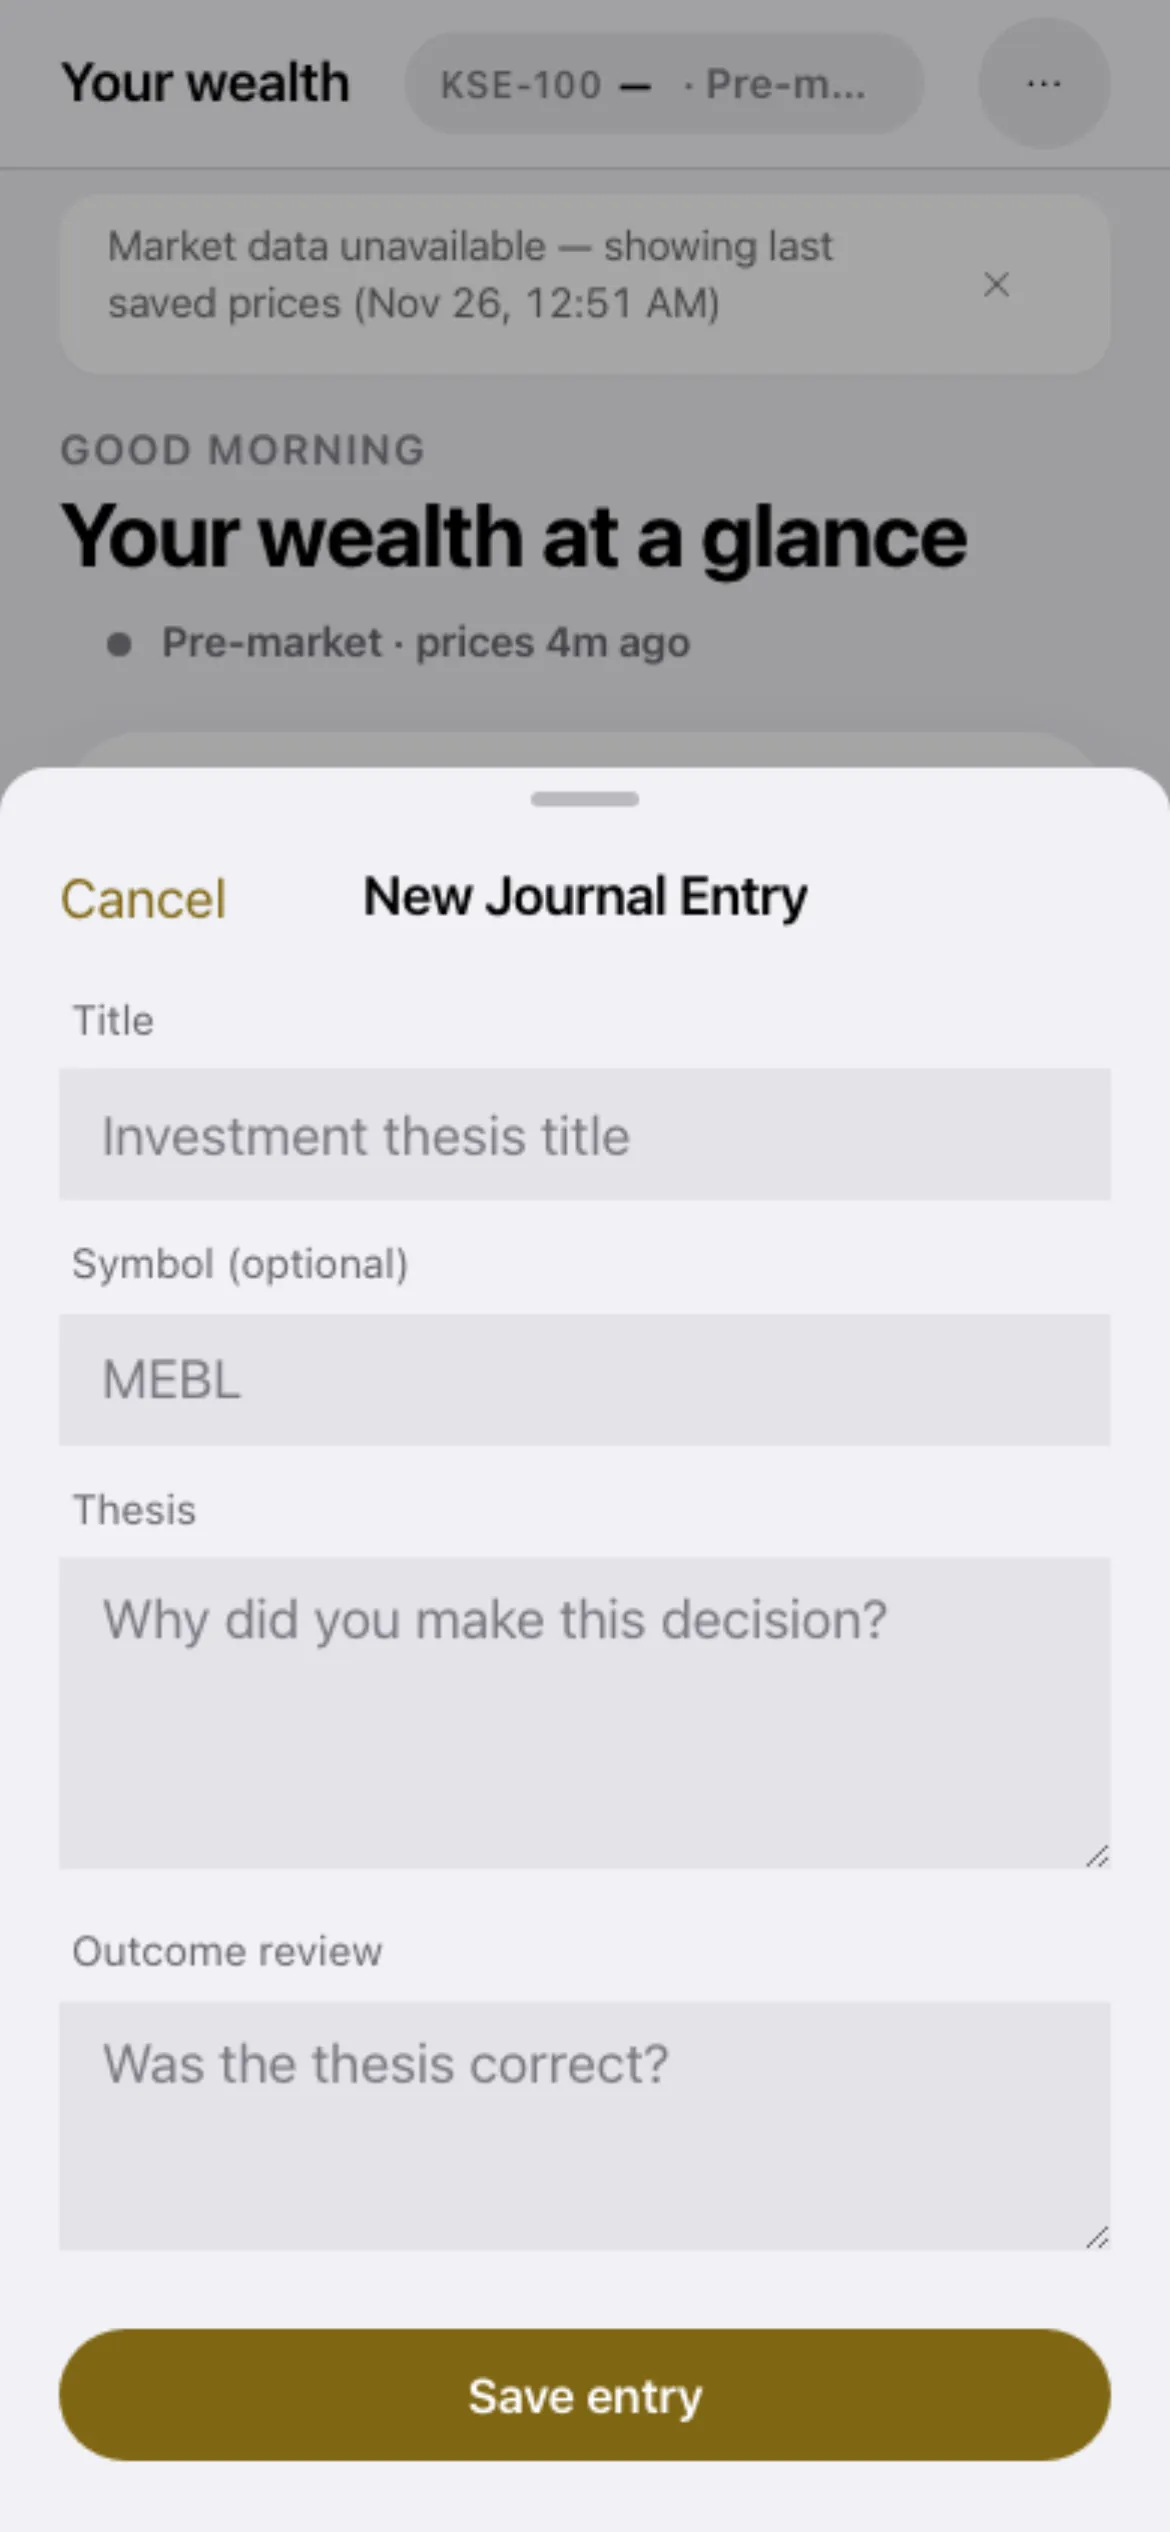 Your wealth
KSE-100 — · Pre-m...
...
Market data unavailable — showing last
saved prices (Nov 26, 12:51 AM)
GOOD MORNING
Your wealth at a glance
Pre-market · prices 4m ago
Cancel
New Journal Entry
Title
Investment thesis title
Symbol (optional)
MEBL
Thesis
Why did you make this decision?
Outcome review
Was the thesis correct?
Save entry